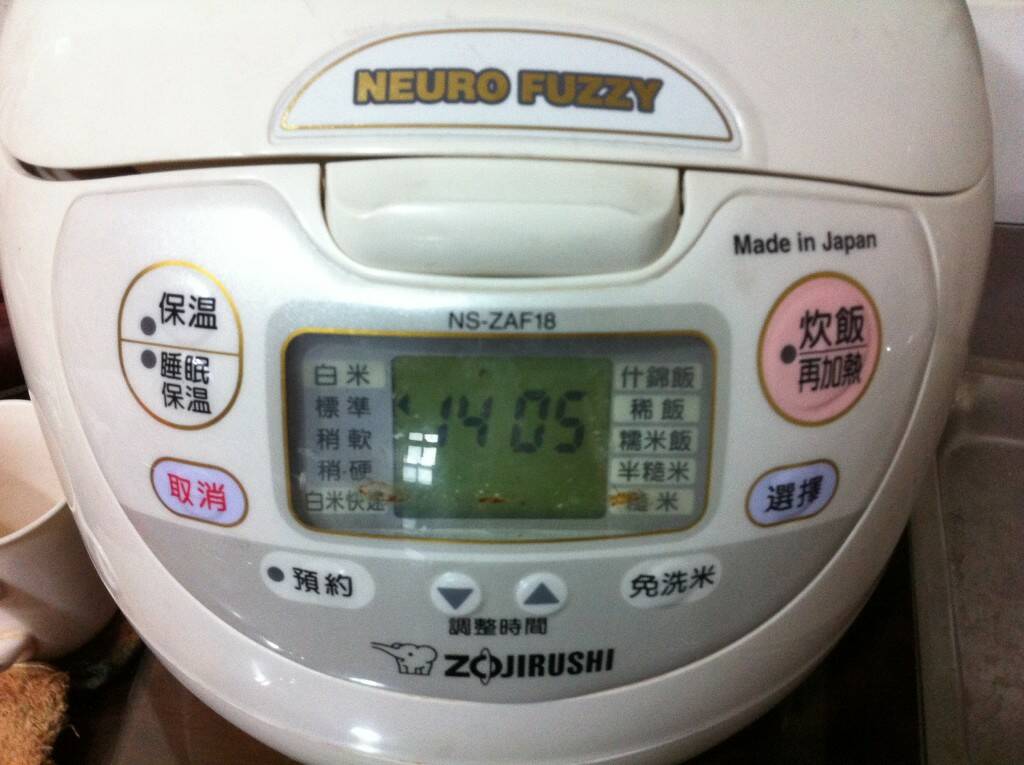 NEURO FUZZY
Made in Japan
保温
睡眠
保温
取消
NS-ZAF18
白米
標準
稍軟
稍硬
白米快速
14 05
什錦飯
稀飯
糯米飯
半糙米
糙米
炊飯
再加熱
選擇
預約
調整時間
免洗米
ZOJIRUSHI